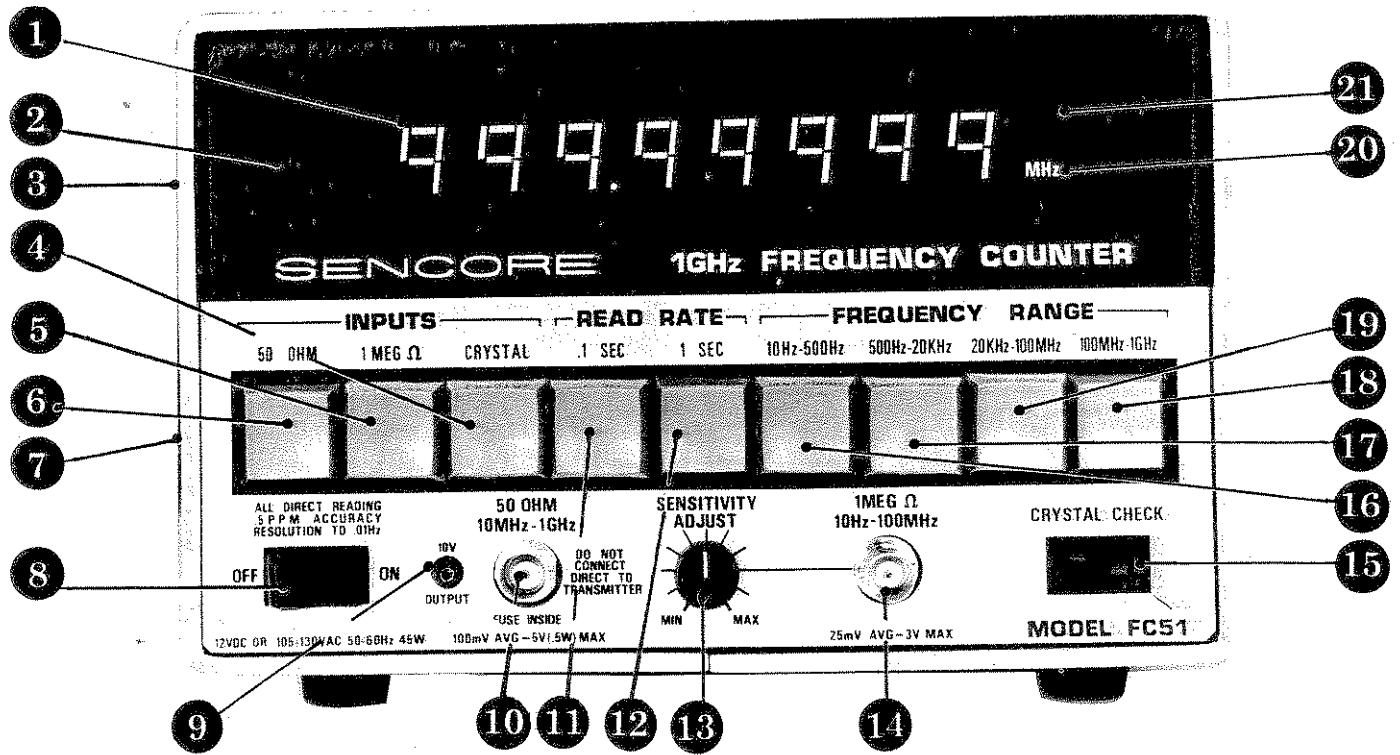 1
2
3
4
5
6
7
8
9
10
11
12
13
14
15
16
17
18
19
20
21
99999999
MHz
SENCORE 1GHz FREQUENCY COUNTER
INPUTS READ RATE FREQUENCY RANGE
50 OHM 1 MEG Ω CRYSTAL .1 SEC 1 SEC 10Hz-500Hz 500Hz-20KHz 20KHz-100MHz 100MHz-1GHz
ALL DIRECT READING
.5 PPM ACCURACY
RESOLUTION TO .01Hz
OFF ON
10V
OUTPUT
50 OHM
10MHz-1GHz
DO NOT
CONNECT
DIRECT TO
TRANSMITTER
FUSE INSIDE
SENSITIVITY
ADJUST
MIN MAX
1MEG Ω
10Hz-100MHz
CRYSTAL CHECK
12VDC OR 105-130VAC 50-60Hz 45W
100mV AVG-5V(.5W) MAX
25mV AVG-3V MAX
MODEL FC51